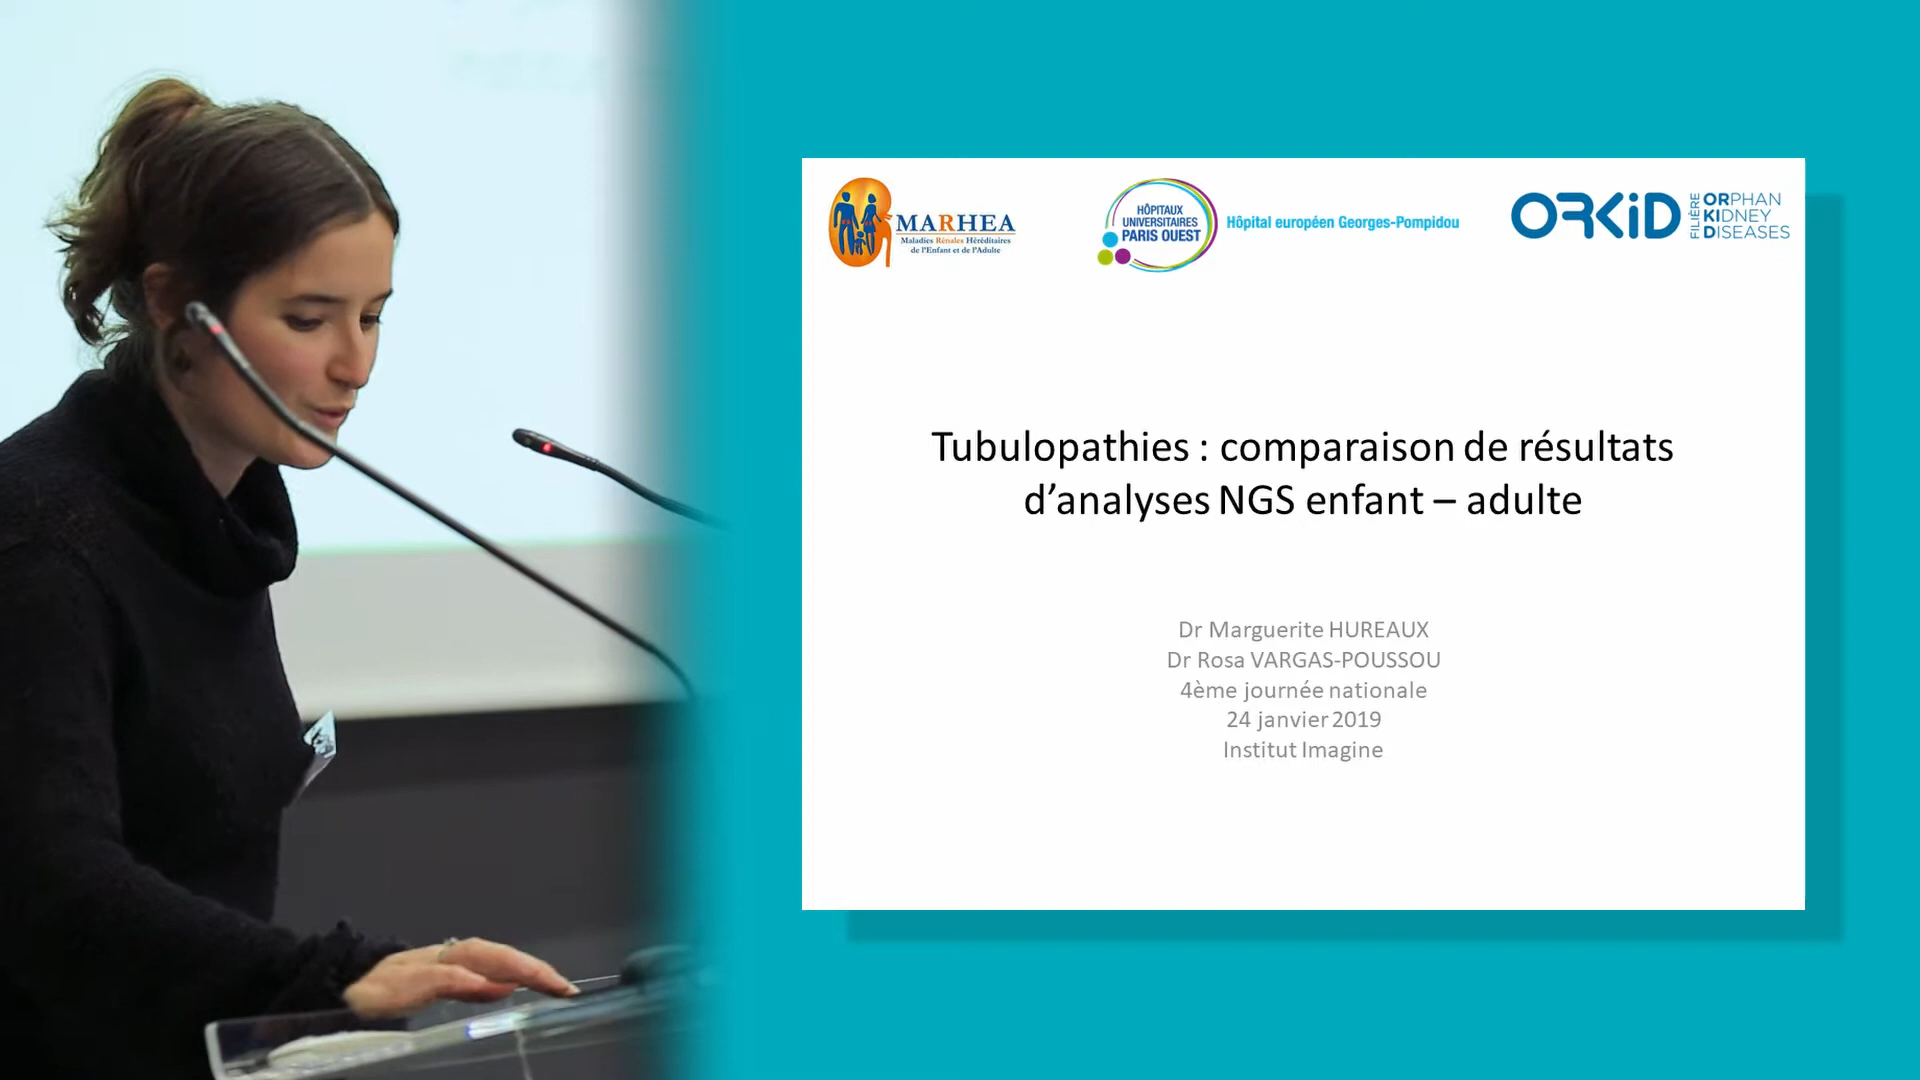 MARHEA
Maladies Rénales Héréditaires
de l'Enfant et de l'Adulte
HÔPITAUX
UNIVERSITAIRES
PARIS OUEST
Hôpital européen Georges-Pompidou
ORKiD
FILIÈRE
ORPHAN
KIDNEY
DISEASES
Tubulopathies : comparaison de résultats
d’analyses NGS enfant – adulte
Dr Marguerite HUREAUX
Dr Rosa VARGAS-POUSSOU
4ème journée nationale
24 janvier 2019
Institut Imagine